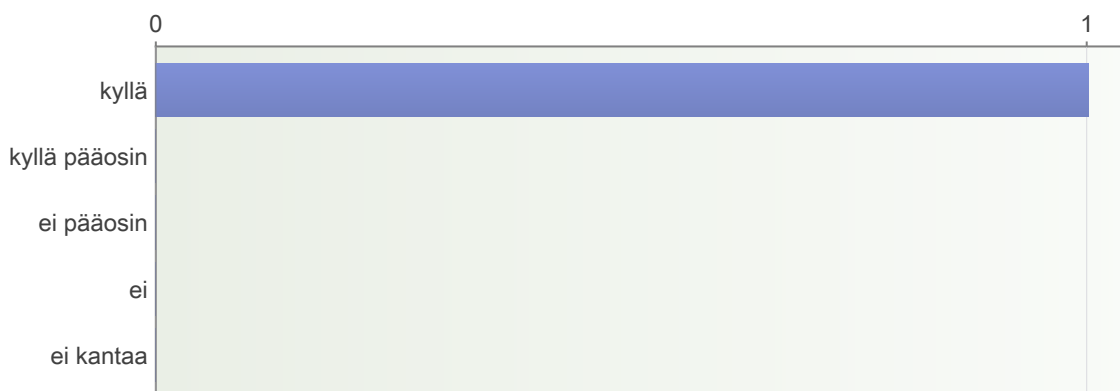 0 1
kyllä
kyllä pääosin
ei pääosin
ei
ei kantaa